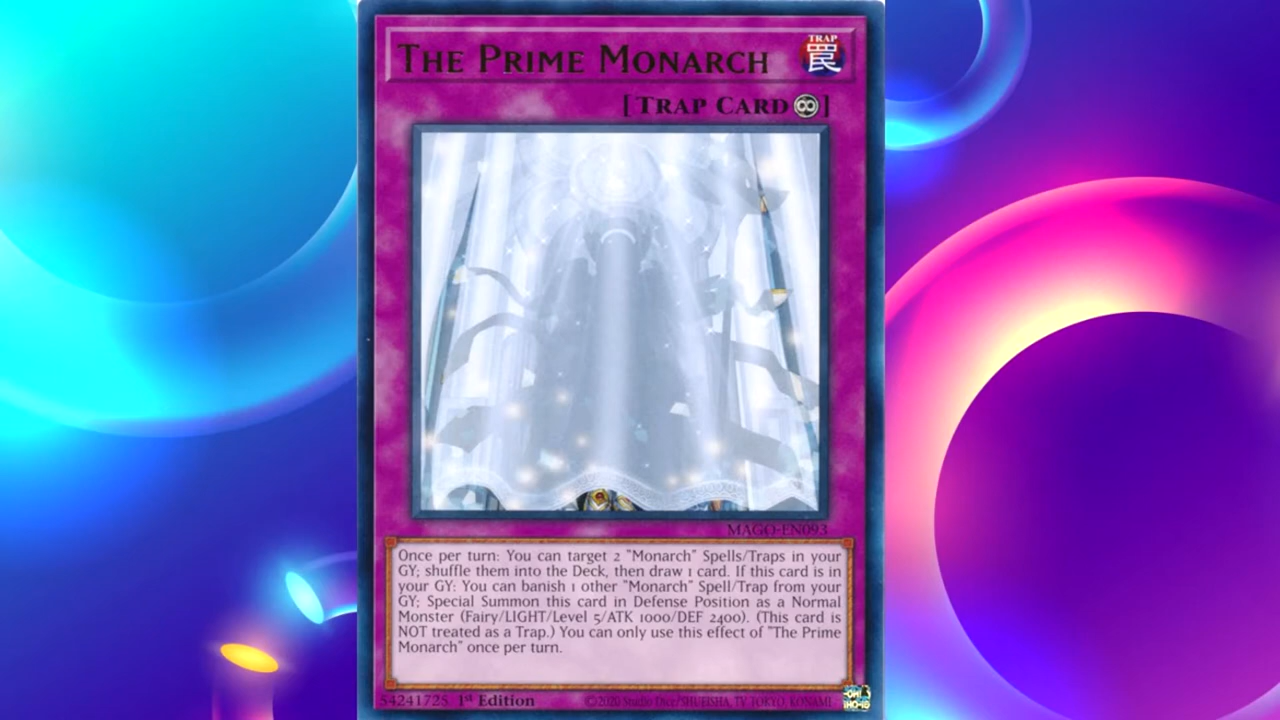 The Prime Monarch
TRAP
罠
[Trap Card]
MAGO-EN093
Once per turn: You can target 2 "Monarch" Spells/Traps in your
GY; shuffle them into the Deck, then draw 1 card. If this card is in
your GY: You can banish 1 other "Monarch" Spell/Trap from your
GY; Special Summon this card in Defense Position as a Normal
Monster (Fairy/LIGHT/Level 5/ATK 1000/DEF 2400). (This card is
NOT treated as a Trap.) You can only use this effect of "The Prime
Monarch" once per turn.
54241725 1st Edition ©2020 Studio Dice/SHUEISHA, TV TOKYO, KONAMI